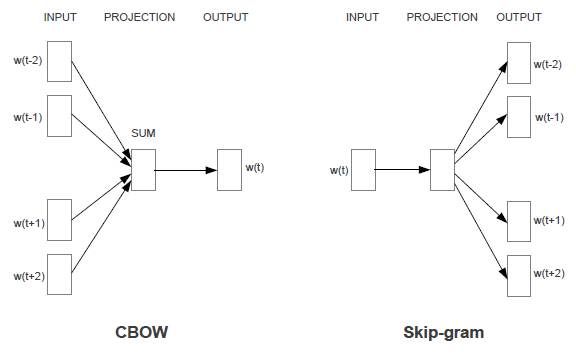 INPUT PROJECTION OUTPUT
w(t-2)
w(t-1)
SUM
w(t)
w(t+1)
w(t+2)
CBOW
INPUT PROJECTION OUTPUT
w(t-2)
w(t-1)
w(t)
w(t+1)
w(t+2)
Skip-gram